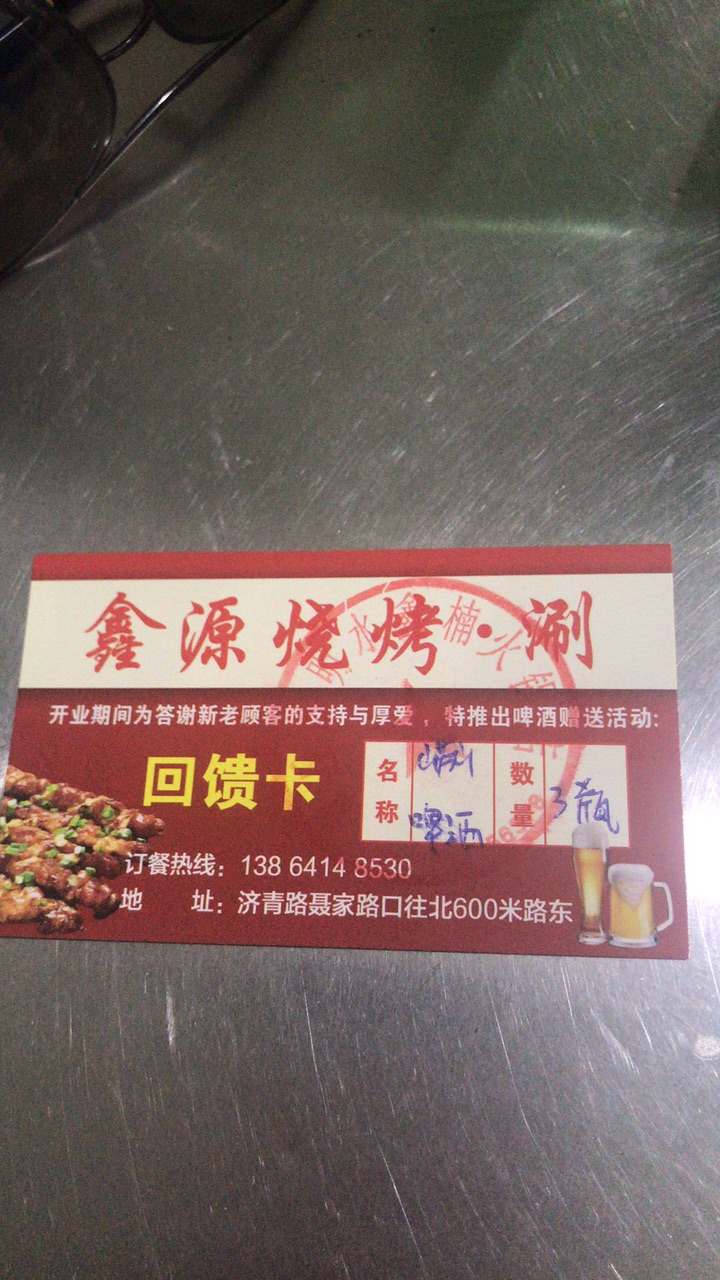 鑫源烧烤·涮
开业期间为答谢新老顾客的支持与厚爱，特推出啤酒赠送活动:
回馈卡
名称 崂山啤酒 数量 3瓶
订餐热线：138 6414 8530
地 址：济青路聂家路口往北600米路东